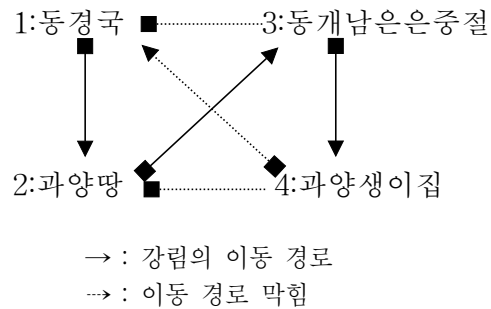 1:동경국 3:동개남은은중절
2:과양땅 4:과양생이집
→ : 강림의 이동 경로
⤏ : 이동 경로 막힘